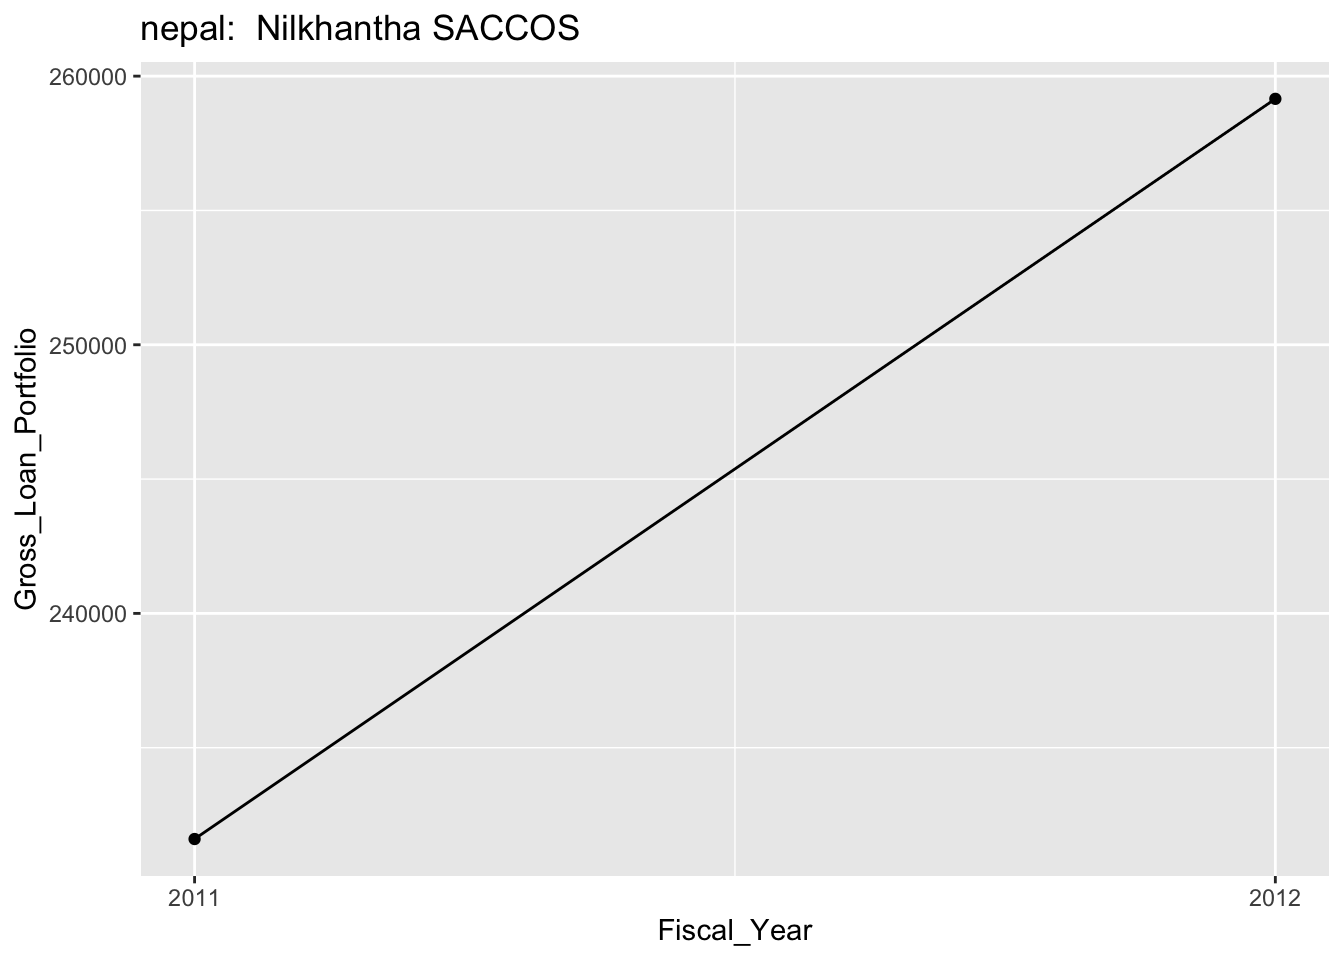 nepal:  Nilkhantha SACCOS
260000
250000
240000
Gross_Loan_Portfolio
2011
2012
Fiscal_Year